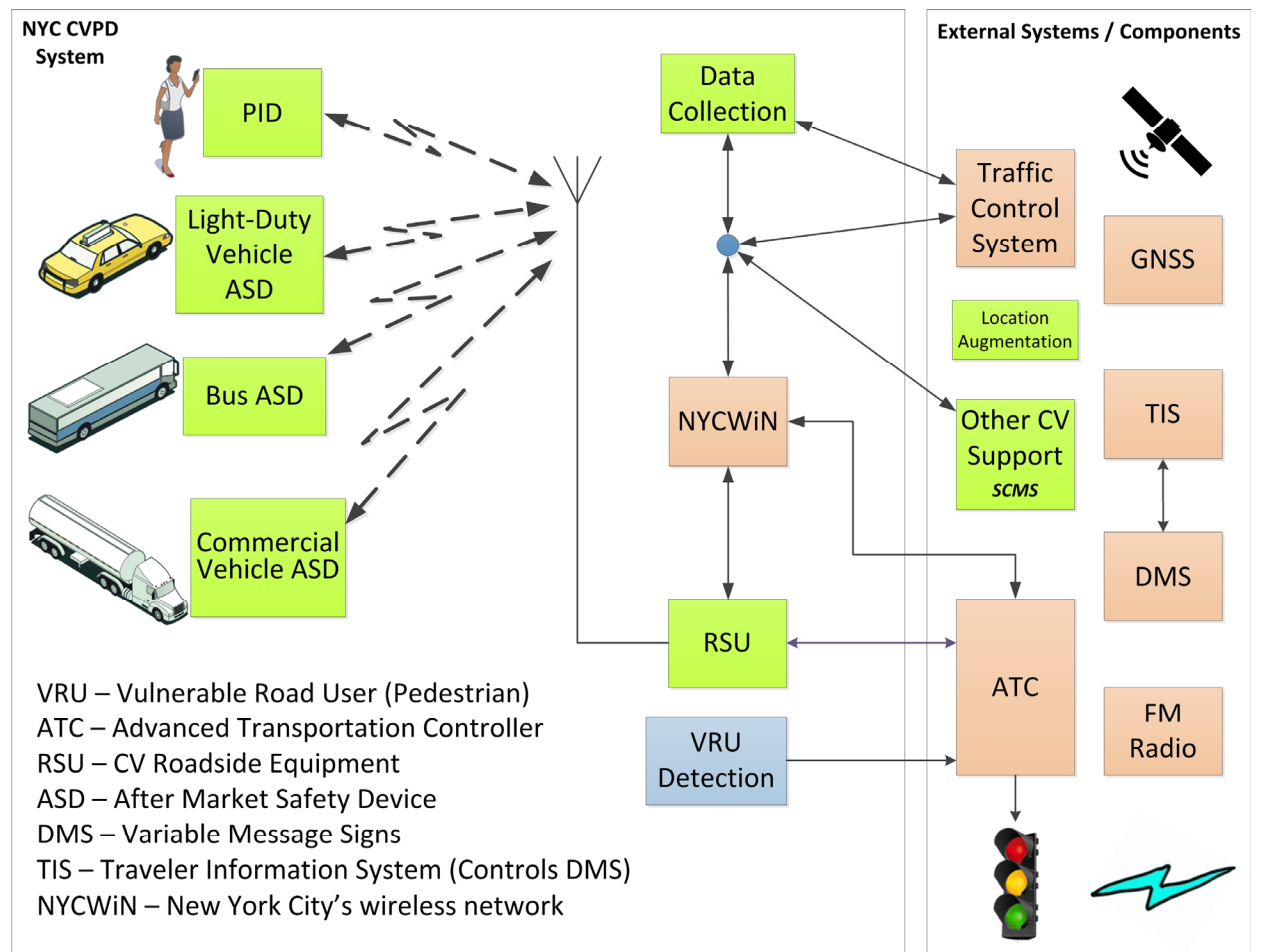 NYC CVPD
System
PID
Light-Duty
Vehicle
ASD
Bus ASD
Commercial
Vehicle ASD
Data
Collection
NYCWiN
RSU
VRU
Detection
VRU – Vulnerable Road User (Pedestrian)
ATC – Advanced Transportation Controller
RSU – CV Roadside Equipment
ASD – After Market Safety Device
DMS – Variable Message Signs
TIS – Traveler Information System (Controls DMS)
NYCWiN – New York City’s wireless network
External Systems / Components
Traffic
Control
System
GNSS
Location
Augmentation
TIS
Other CV
Support
SCMS
DMS
ATC
FM
Radio